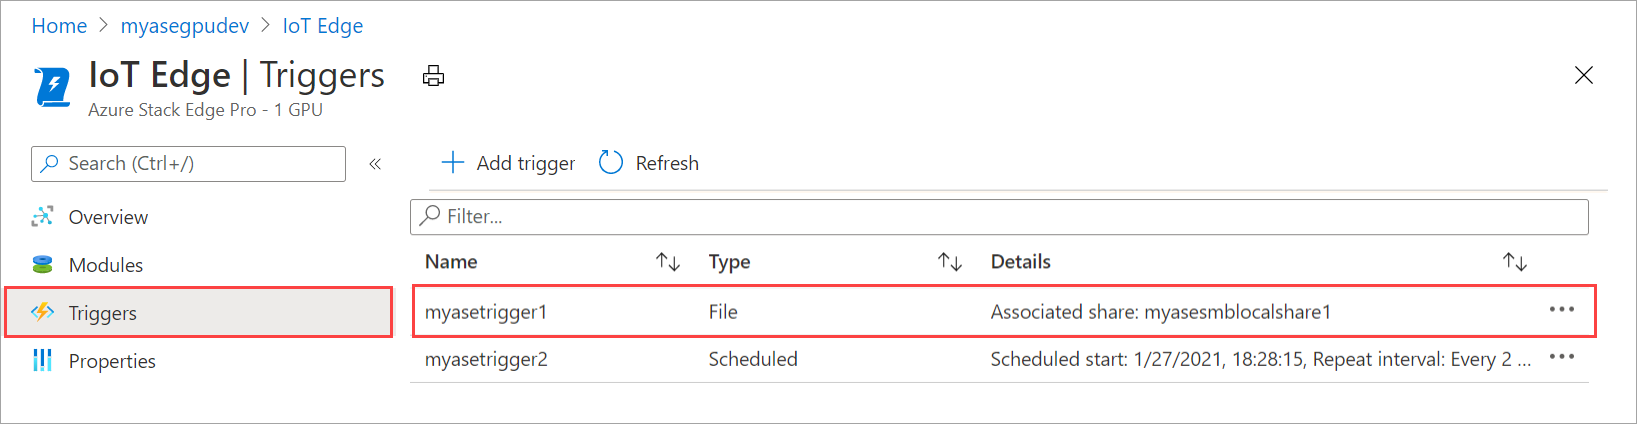 Home > myasegpudev > IoT Edge
IoT Edge | Triggers
Azure Stack Edge Pro - 1 GPU
Search (Ctrl+/)
«
Add trigger
Refresh
Overview
Modules
Triggers
Properties
Filter...
Name Type Details
myasetrigger1 File Associated share: myasesmblocalshare1
myasetrigger2 Scheduled Scheduled start: 1/27/2021, 18:28:15, Repeat interval: Every 2 ...